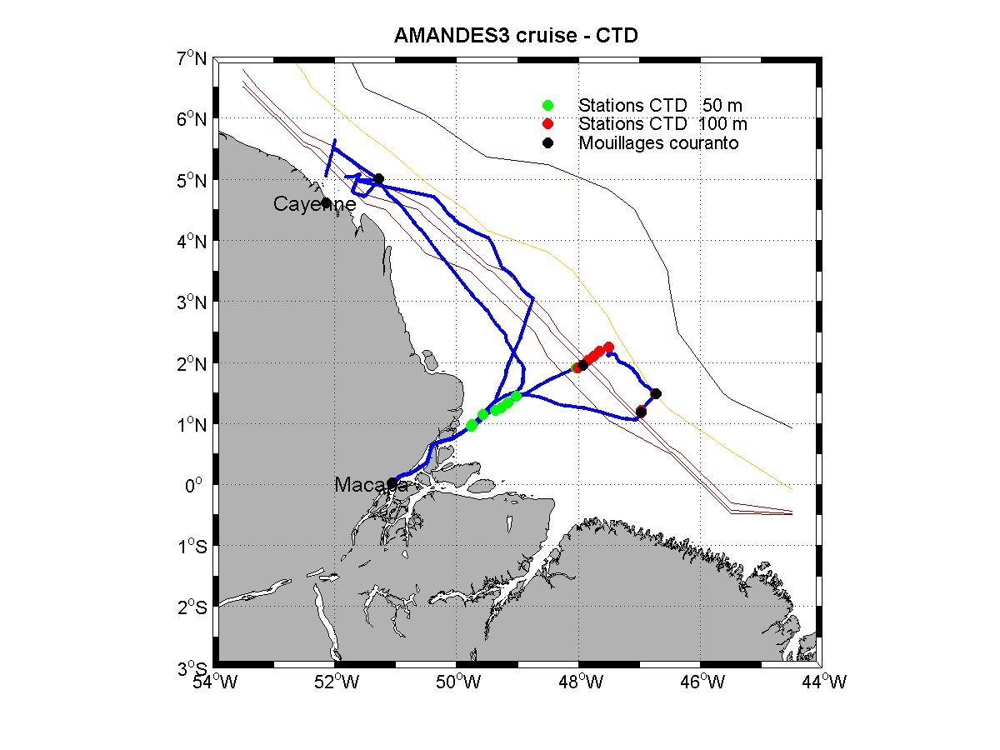 AMANDES3 cruise - CTD
7°N
Stations CTD 50 m
6°N
Stations CTD 100 m
Mouillages couranto
5°N
Cayenne
4°N
3°N
2°N
1°N
0°
Macapa
1°S
2°S
3°S
54°W 52°W 50°W 48°W 46°W 44°W